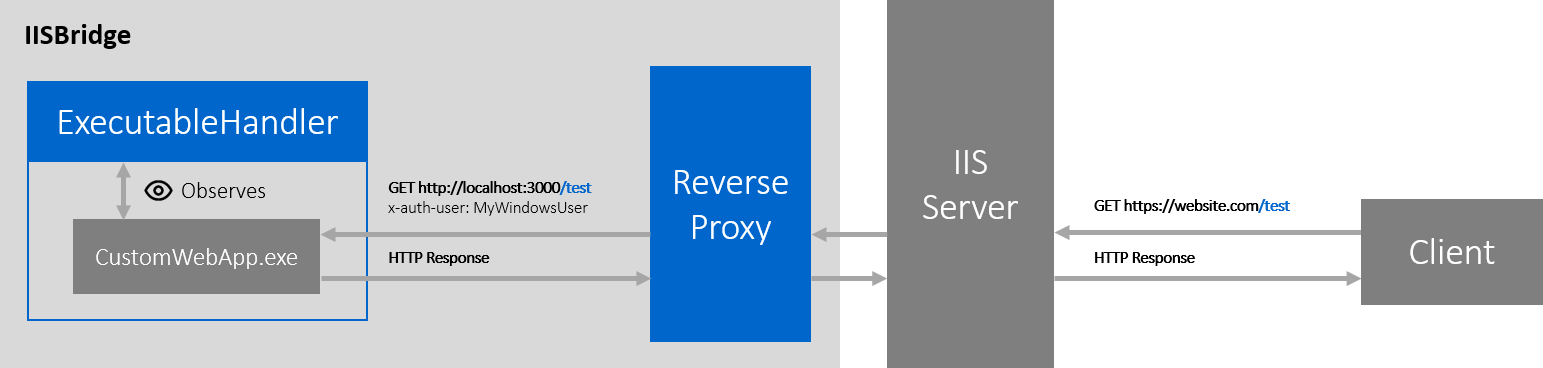 IISBridge
ExecutableHandler
Observes
CustomWebApp.exe
GET http://localhost:3000/test
x-auth-user: MyWindowsUser
HTTP Response
Reverse
Proxy
IIS
Server
GET https://website.com/test
HTTP Response
Client